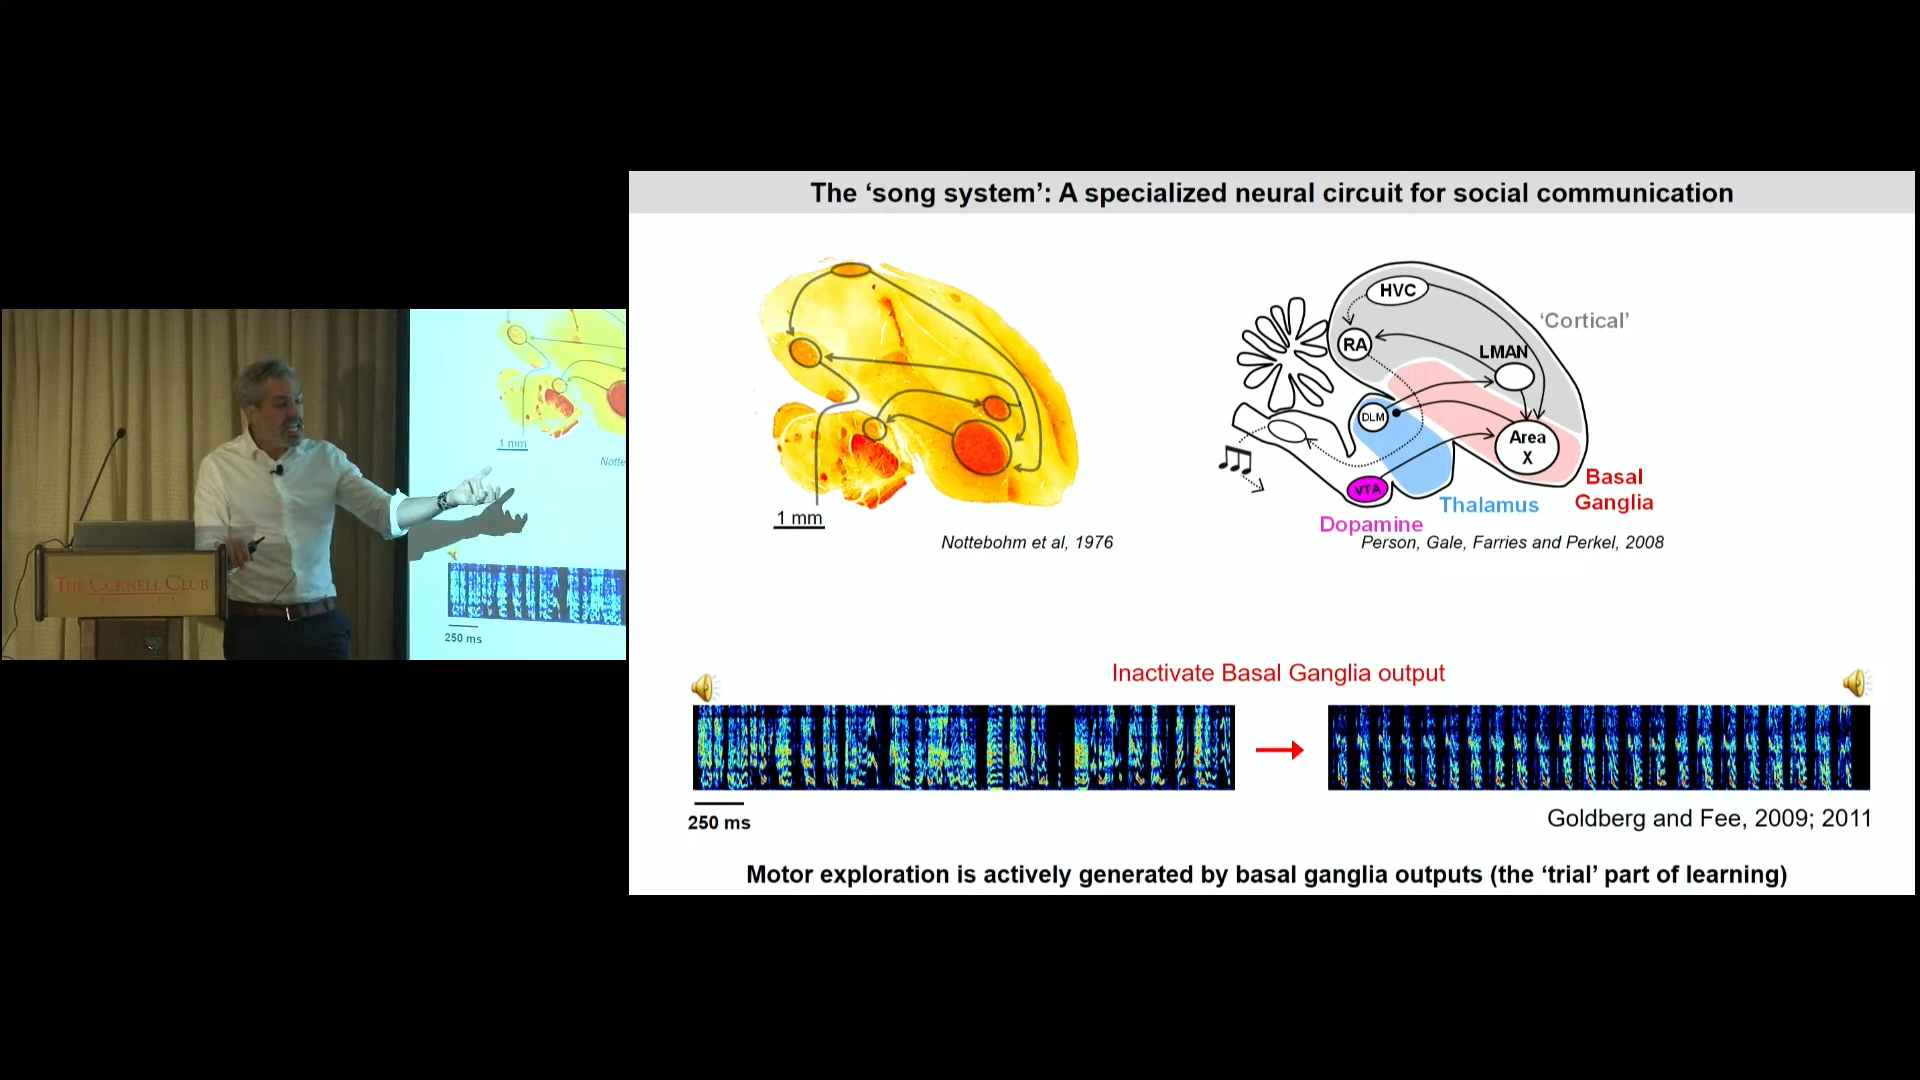 The ‘song system’: A specialized neural circuit for social communication
HVC
‘Cortical’
RA
LMAN
DLM
Area
X
VTA
Basal
Ganglia
Thalamus
Dopamine
1 mm
Nottebohm et al, 1976
Person, Gale, Farries and Perkel, 2008
Inactivate Basal Ganglia output
250 ms
Goldberg and Fee, 2009; 2011
Motor exploration is actively generated by basal ganglia outputs (the ‘trial’ part of learning)
1 mm
Notte
THE CORNELL CLUB
250 ms